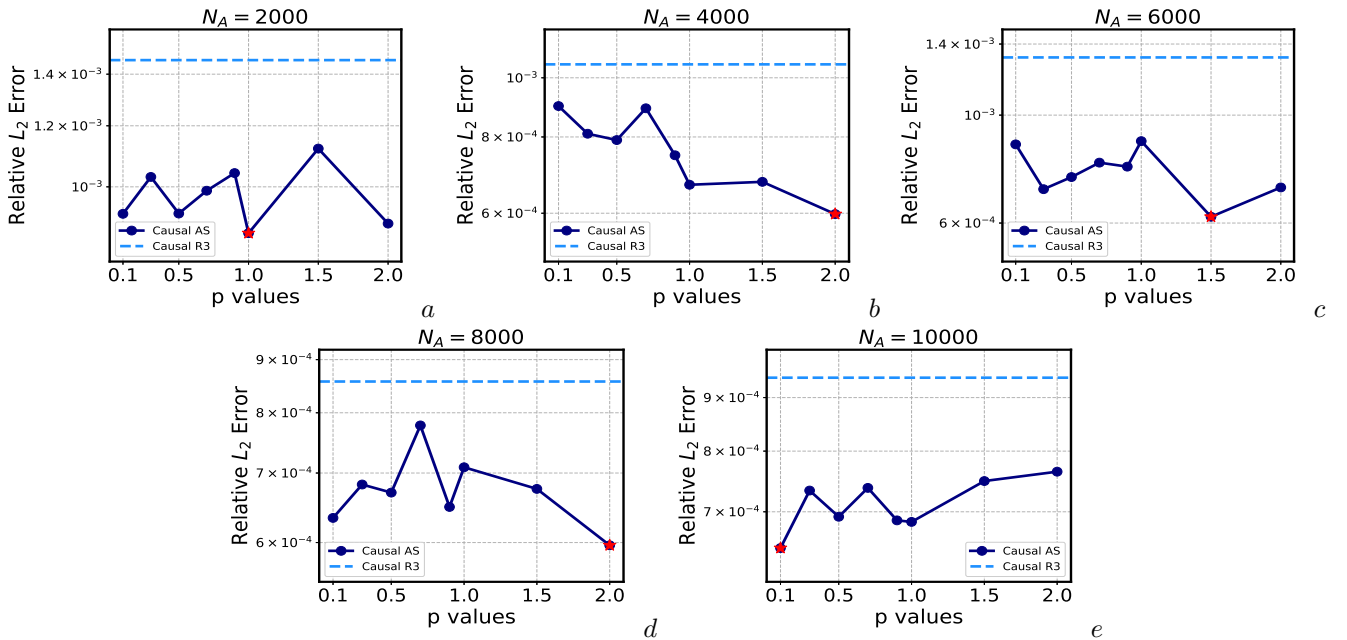 N_A = 2000
Relative L_2 Error
1.4 × 10^{-3}
1.2 × 10^{-3}
10^{-3}
Causal AS
Causal R3
0.1 0.5 1.0 1.5 2.0
p values
a
N_A = 4000
Relative L_2 Error
10^{-3}
8 × 10^{-4}
6 × 10^{-4}
Causal AS
Causal R3
0.1 0.5 1.0 1.5 2.0
p values
b
N_A = 6000
Relative L_2 Error
1.4 × 10^{-3}
10^{-3}
6 × 10^{-4}
Causal AS
Causal R3
0.1 0.5 1.0 1.5 2.0
p values
c
N_A = 8000
Relative L_2 Error
9 × 10^{-4}
8 × 10^{-4}
7 × 10^{-4}
6 × 10^{-4}
Causal AS
Causal R3
0.1 0.5 1.0 1.5 2.0
p values
d
N_A = 10000
Relative L_2 Error
9 × 10^{-4}
8 × 10^{-4}
7 × 10^{-4}
Causal AS
Causal R3
0.1 0.5 1.0 1.5 2.0
p values
e